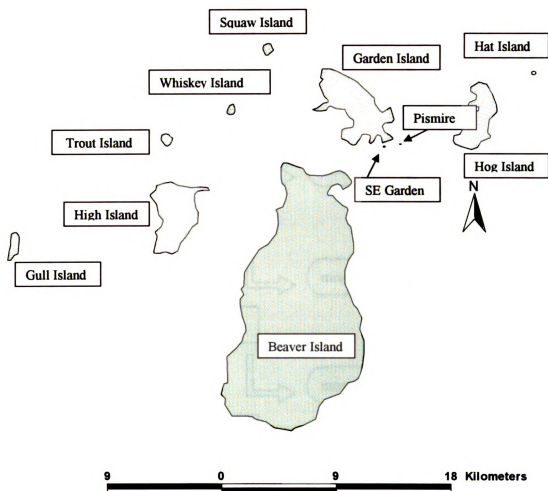 Squaw Island
Hat Island
Garden Island
Whiskey Island
Pismire
Trout Island
Hog Island
SE Garden
N
High Island
Gull Island
Beaver Island
9 0 9 18 Kilometers